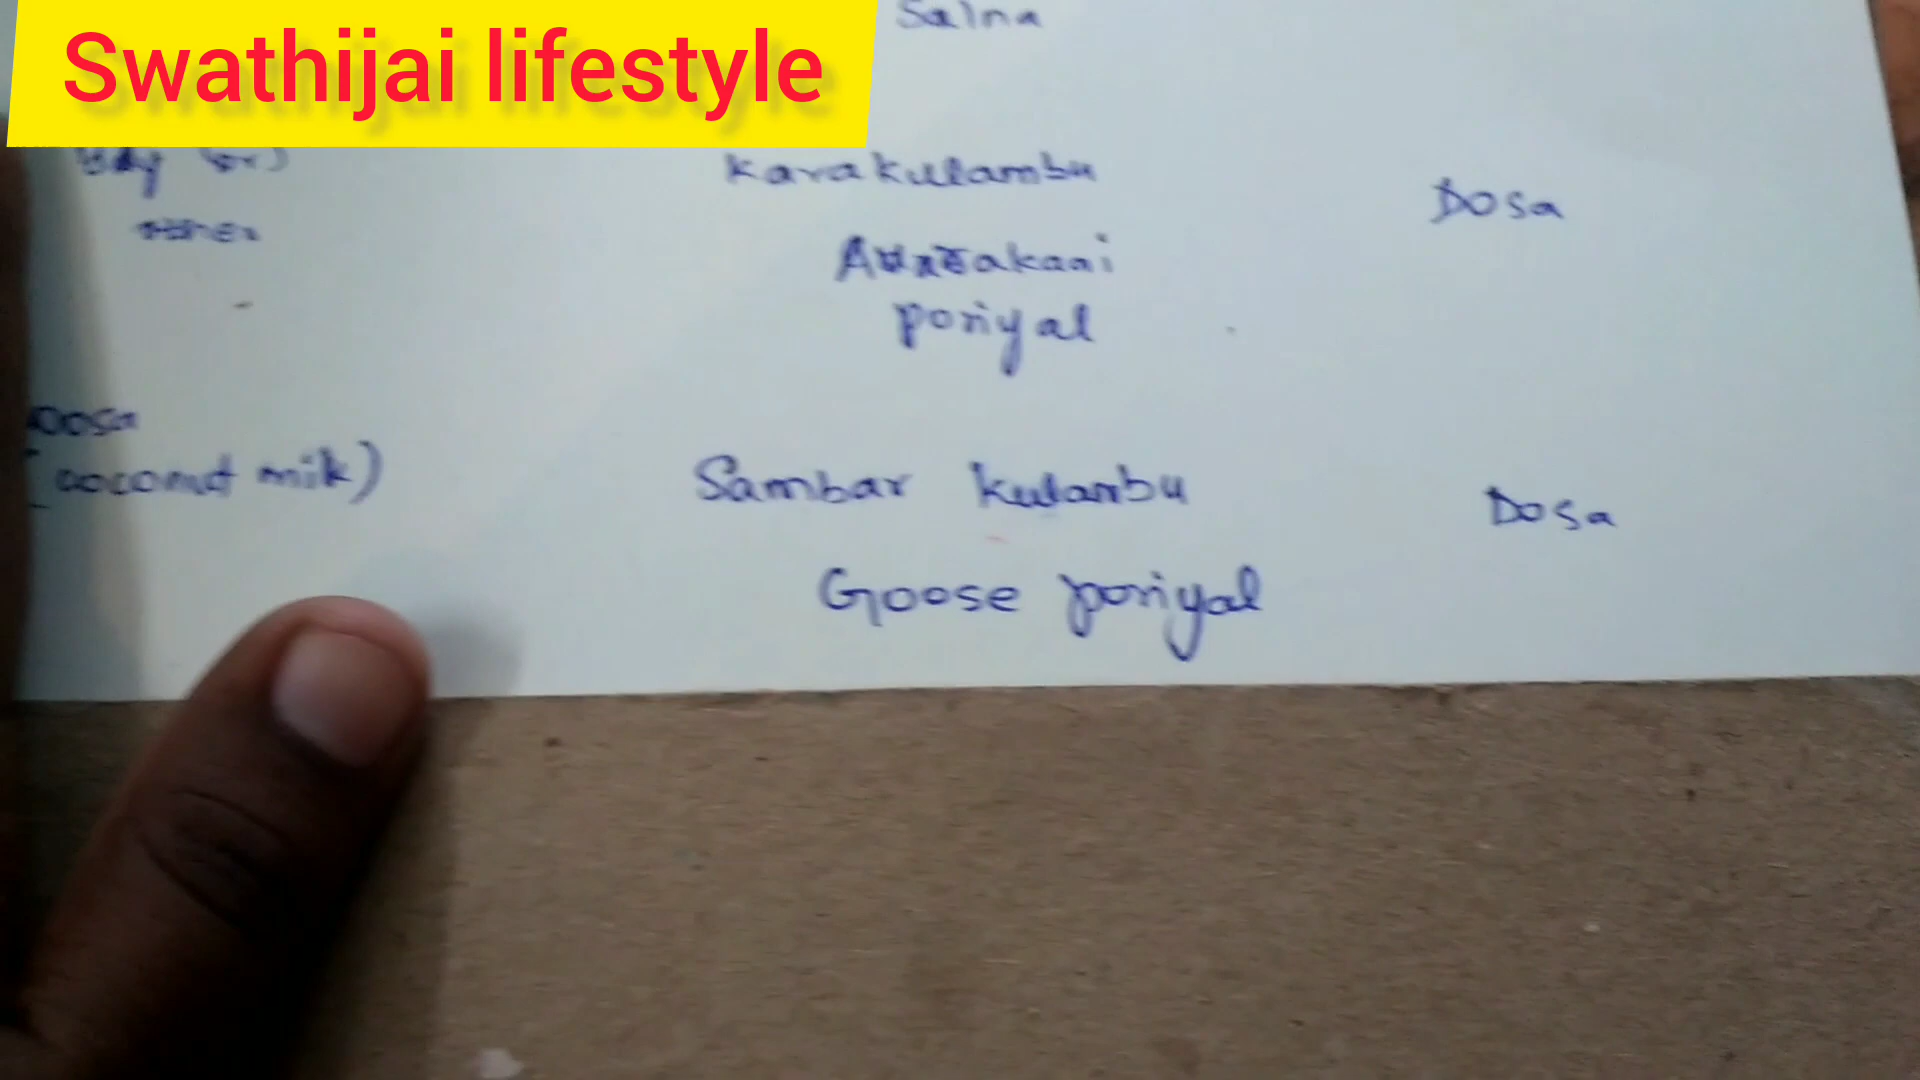 Swathijai lifestyle
Salna
Karakulambu
Dosa
poriyal
(coconut milk)
Sambar Kulambu
Dosa
Goose poriyal